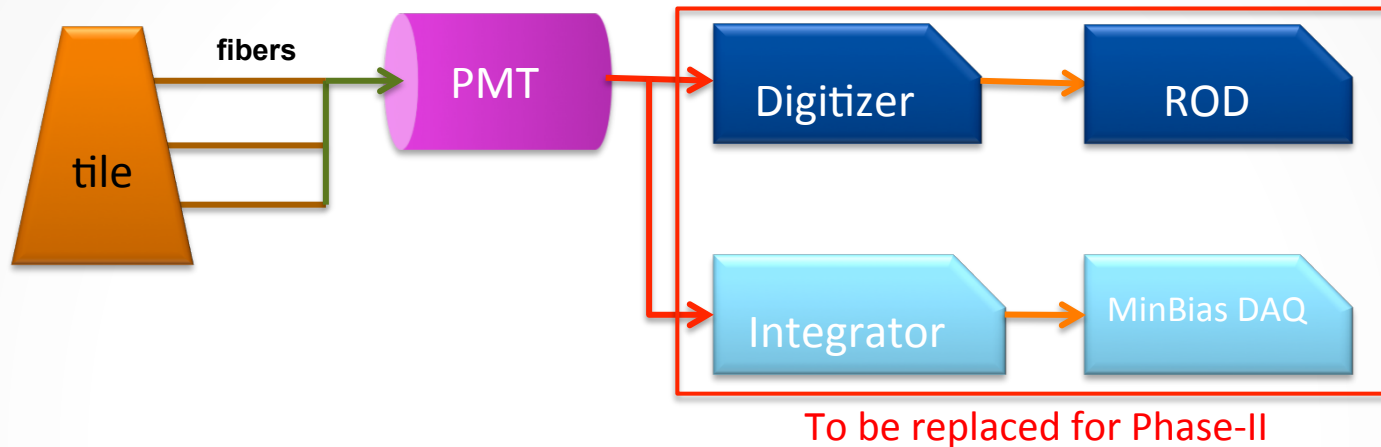 fibers
tile
PMT
Digitizer
ROD
Integrator
MinBias DAQ
To be replaced for Phase-II